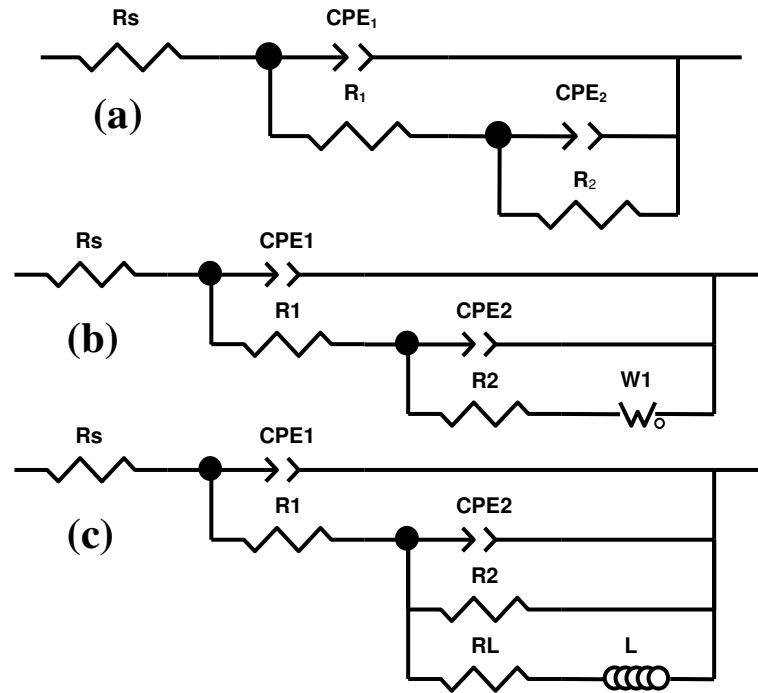 Rs CPE₁
(a) R₁ CPE₂
R₂
Rs CPE1
(b) R1 CPE2
R2 W1
Rs CPE1
(c) R1 CPE2
R2
RL L